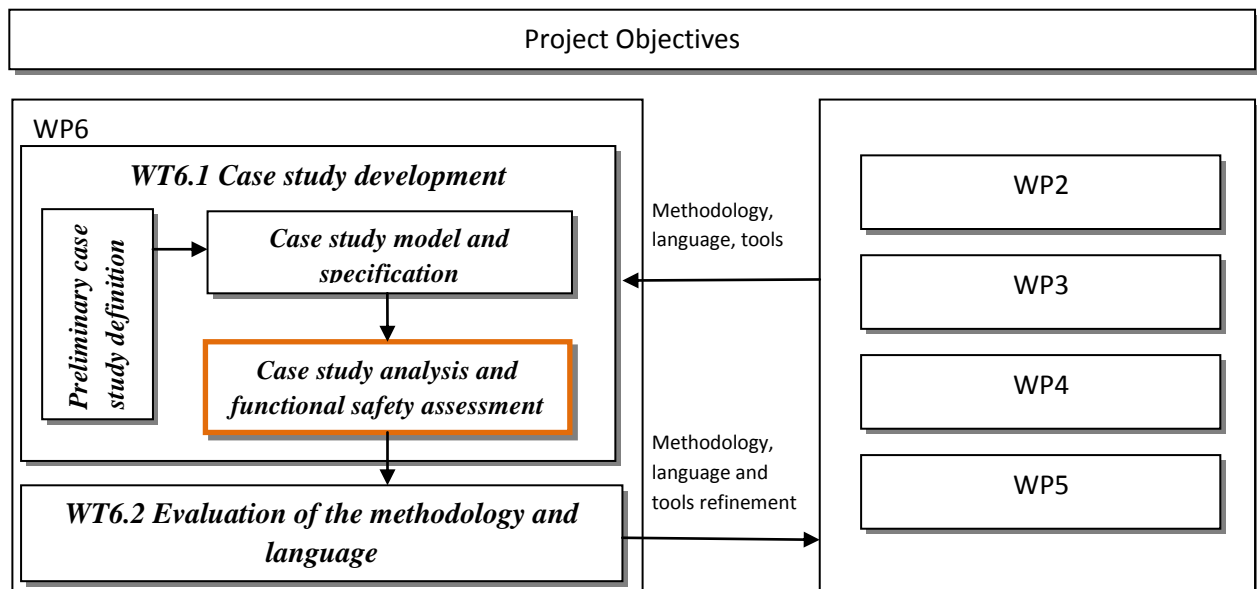 Project Objectives
WP6
WT6.1 Case study development
Preliminary case
study definition
Case study model and
specification
Case study analysis and
functional safety assessment
WT6.2 Evaluation of the methodology and
language
Methodology,
language, tools
Methodology,
language and
tools refinement
WP2
WP3
WP4
WP5